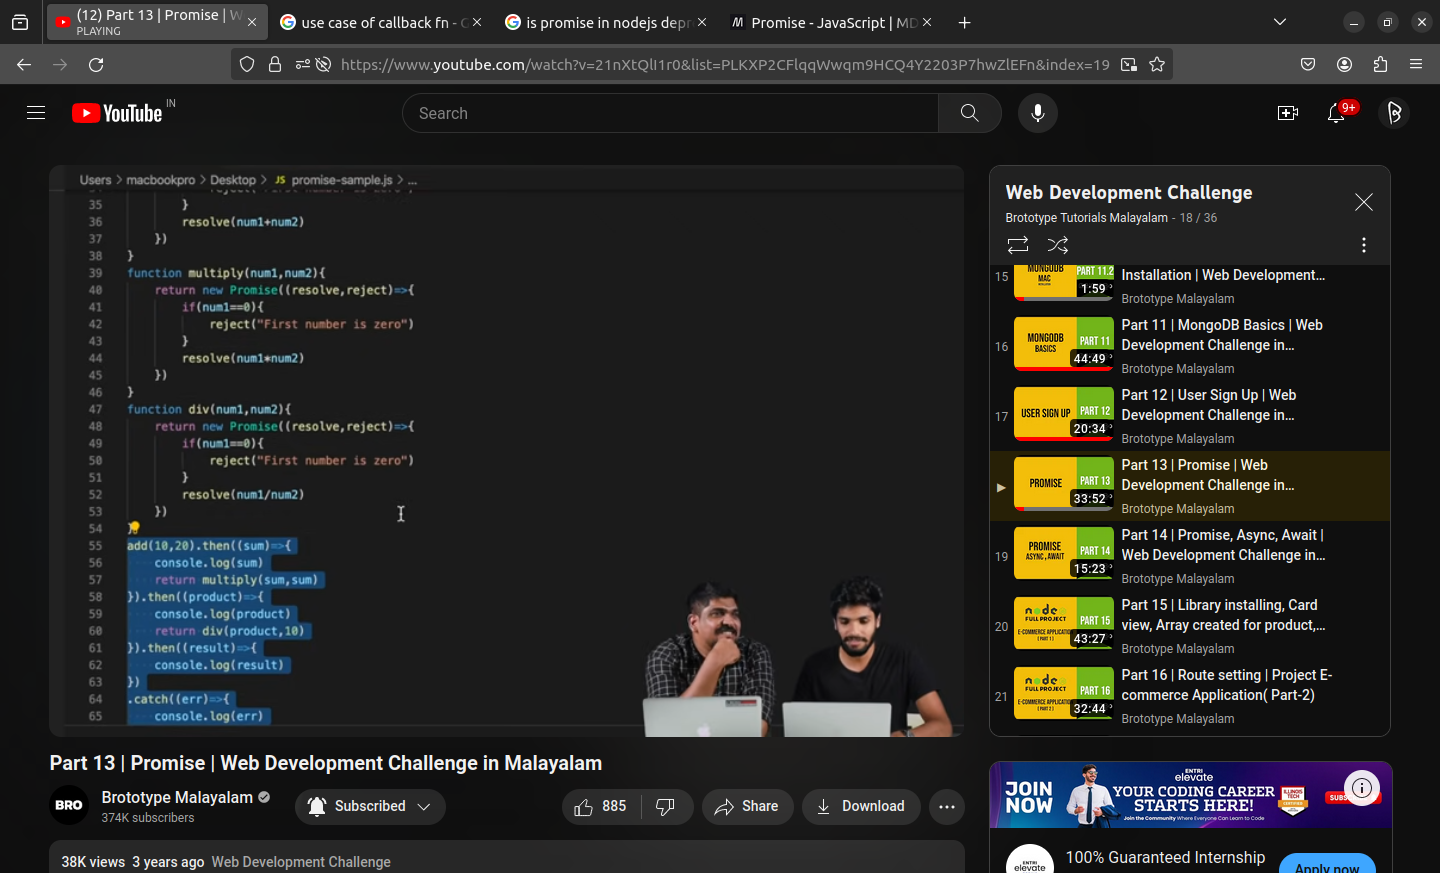 (12) Part 13 | Promise | W
PLAYING
use case of callback fn - G
is promise in nodejs depr
Promise - JavaScript | MD
https://www.youtube.com/watch?v=21nXtQlI1r0&list=PLKXP2CFlqqWwqm9HCQ4Y2203P7hwZlEFn&index=19
YouTube IN
Search
9+
Users > macbookpro > Desktop > JS promise-sample.js > ...
35 }
36 resolve(num1+num2)
37 })
38 }
39 function multiply(num1,num2){
40 return new Promise((resolve,reject)=>{
41 if(num1==0){
42 reject("First number is zero")
43 }
44 resolve(num1*num2)
45 })
46 }
47 function div(num1,num2){
48 return new Promise((resolve,reject)=>{
49 if(num1==0){
50 reject("First number is zero")
51 }
52 resolve(num1/num2)
53 })
54 }
55 add(10,20).then((sum)=>{
56 console.log(sum)
57 return multiply(sum,sum)
58 }).then((product)=>{
59 console.log(product)
60 return div(product,10)
61 }).then((result)=>{
62 console.log(result)
63 })
64 .catch((err)=>{
65 console.log(err)
Part 13 | Promise | Web Development Challenge in Malayalam
BRO
Brototype Malayalam
374K subscribers
Subscribed
885
Share
Download
38K views 3 years ago Web Development Challenge
Web Development Challenge
Brototype Tutorials Malayalam - 18 / 36
15
MONGODB
MAC
PART 11.2
1:59
Installation | Web Development...
Brototype Malayalam
16
MONGODB
BASICS
PART 11
44:49
Part 11 | MongoDB Basics | Web
Development Challenge in...
Brototype Malayalam
17
USER SIGN UP
PART 12
20:34
Part 12 | User Sign Up | Web
Development Challenge in...
Brototype Malayalam
PROMISE
PART 13
33:52
Part 13 | Promise | Web
Development Challenge in...
Brototype Malayalam
19
PROMISE
ASYNC , AWAIT
PART 14
15:23
Part 14 | Promise, Async, Await |
Web Development Challenge in...
Brototype Malayalam
20
node
FULL PROJECT
E-COMMERCE APPLICATION
( PART 1 )
PART 15
43:27
Part 15 | Library installing, Card
view, Array created for product,...
Brototype Malayalam
21
node
FULL PROJECT
E-COMMERCE APPLICATION
( PART 2 )
PART 16
32:44
Part 16 | Route setting | Project E-
commerce Application( Part-2)
Brototype Malayalam
JOIN
NOW
ENTRI
elevate
YOUR CODING CAREER
STARTS HERE!
Join the Community Where Everyone Can Learn to Code
ILLINOIS
TECH
ENTRI
elevate
100% Guaranteed Internship
Apply now